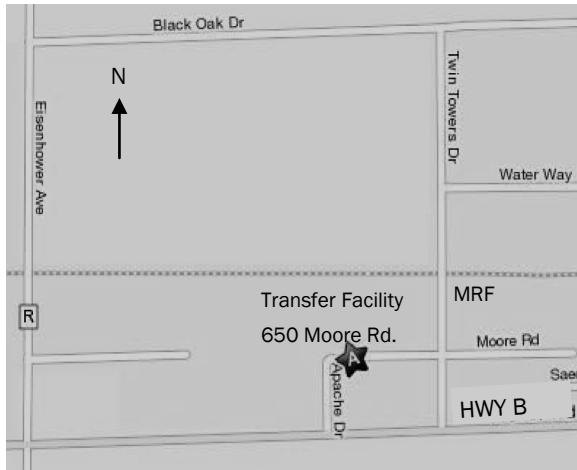 Black Oak Dr
N
Twin Towers Dr
Eisenhower Ave
Water Way
Transfer Facility
650 Moore Rd.
MRF
R
A
Moore Rd
Apache Dr
Sae
HWY B